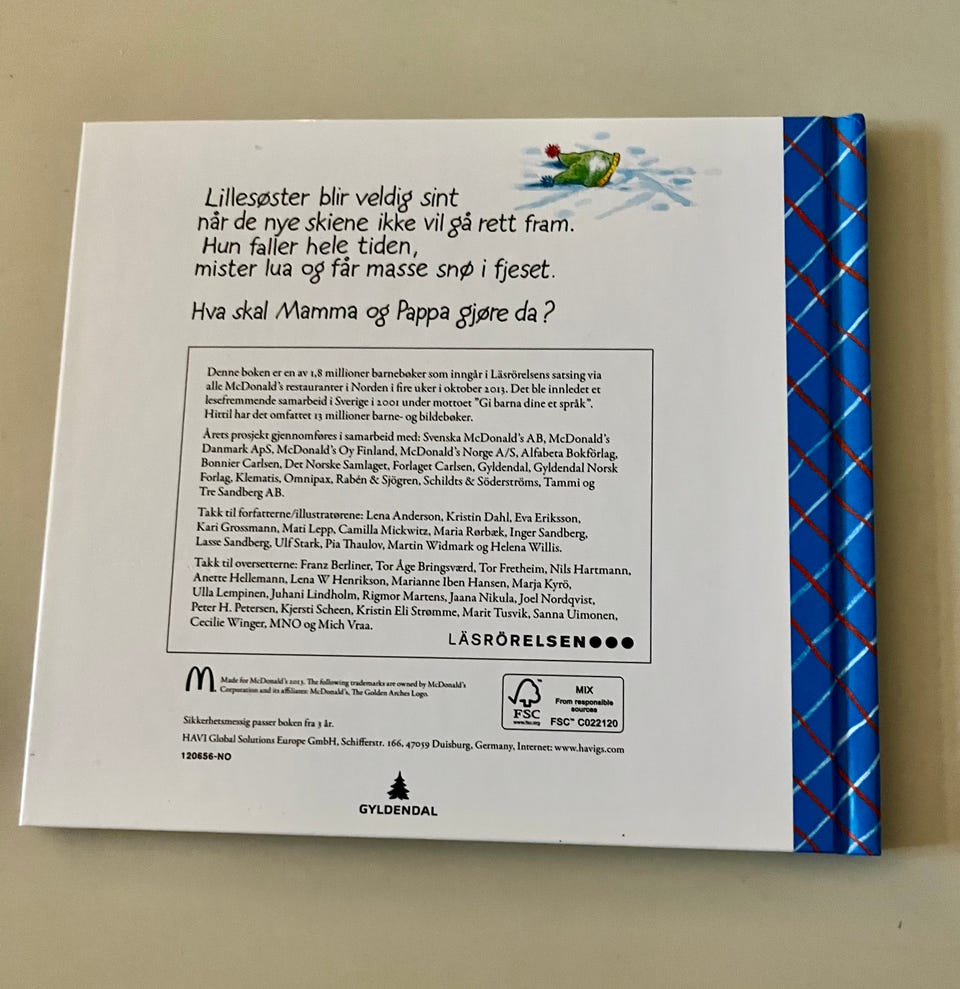 Lillesøster blir veldig sint
når de nye skiene ikke vil gå rett fram.
Hun faller hele tiden,
mister lua og får masse snø i fjeset.
Hva skal Mamma og Pappa gjøre da?
Denne boken er en av 1,8 millioner barnebøker som inngår i Läsrörelsens satsing via
alle McDonald's restauranter i Norden i fire uker i oktober 2013. Det ble innledet et
lesefremmende samarbeid i Sverige i 2001 under mottoet "Gi barna dine et språk".
Hittil har det omfattet 13 millioner barne- og bildebøker.
Årets prosjekt gjennomføres i samarbeid med: Svenska McDonald's AB, McDonald's
Danmark ApS, McDonald's Oy Finland, McDonald's Norge A/S, Alfabeta Bokförlag,
Bonnier Carlsen, Det Norske Samlaget, Forlaget Carlsen, Gyldendal, Gyldendal Norsk
Forlag, Klematis, Omnipax, Rabén & Sjögren, Schildts & Söderströms, Tammi og
Tre Sandberg AB.
Takk til forfatterne/illustratørene: Lena Anderson, Kristin Dahl, Eva Eriksson,
Kari Grossmann, Mati Lepp, Camilla Mickwitz, Maria Rørbæk, Inger Sandberg,
Lasse Sandberg, Ulf Stark, Pia Thaulov, Martin Widmark og Helena Willis.
Takk til oversetterne: Franz Berliner, Tor Åge Bringsværd, Tor Fretheim, Nils Hartmann,
Anette Hellemann, Lena W Henrikson, Marianne Iben Hansen, Marja Kyrö,
Ulla Lempinen, Juhani Lindholm, Rigmor Martens, Jaana Nikula, Joel Nordqvist,
Peter H. Petersen, Kjersti Scheen, Kristin Eli Strømme, Marit Tusvik, Sanna Uimonen,
Cecilie Winger, MNO og Mich Vraa.
LÄSRÖRELSEN
Made for McDonald's 2013. The following trademarks are owned by McDonald's
Corporation and its affiliates: McDonald's, The Golden Arches Logo.
FSC
www.fsc.org
MIX
From responsible
sources
FSC™ C022120
Sikkerhetsmessig passer boken fra 3 år.
HAVI Global Solutions Europe GmbH, Schifferstr. 166, 47059 Duisburg, Germany, Internet: www.havigs.com
120656-NO
GYLDENDAL